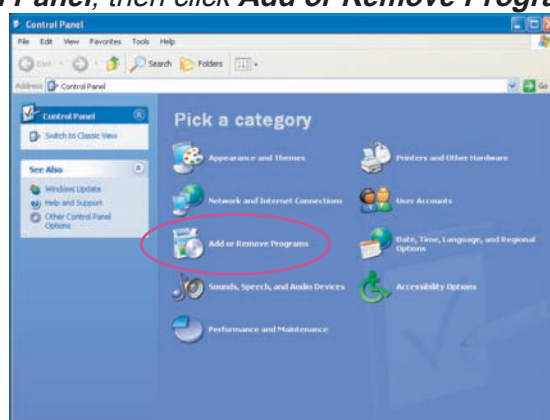 Panel, then click Add or Remove Progra
Control Panel
File Edit View Favorites Tools Help
Back Search Folders
Address Control Panel Go
Control Panel
Switch to Classic View
See Also
Windows Update
Help and Support
Other Control Panel
Options
Pick a category
Appearance and Themes
Printers and Other Hardware
Network and Internet Connections
User Accounts
Add or Remove Programs
Date, Time, Language, and Regional
Options
Sounds, Speech, and Audio Devices
Accessibility Options
Performance and Maintenance